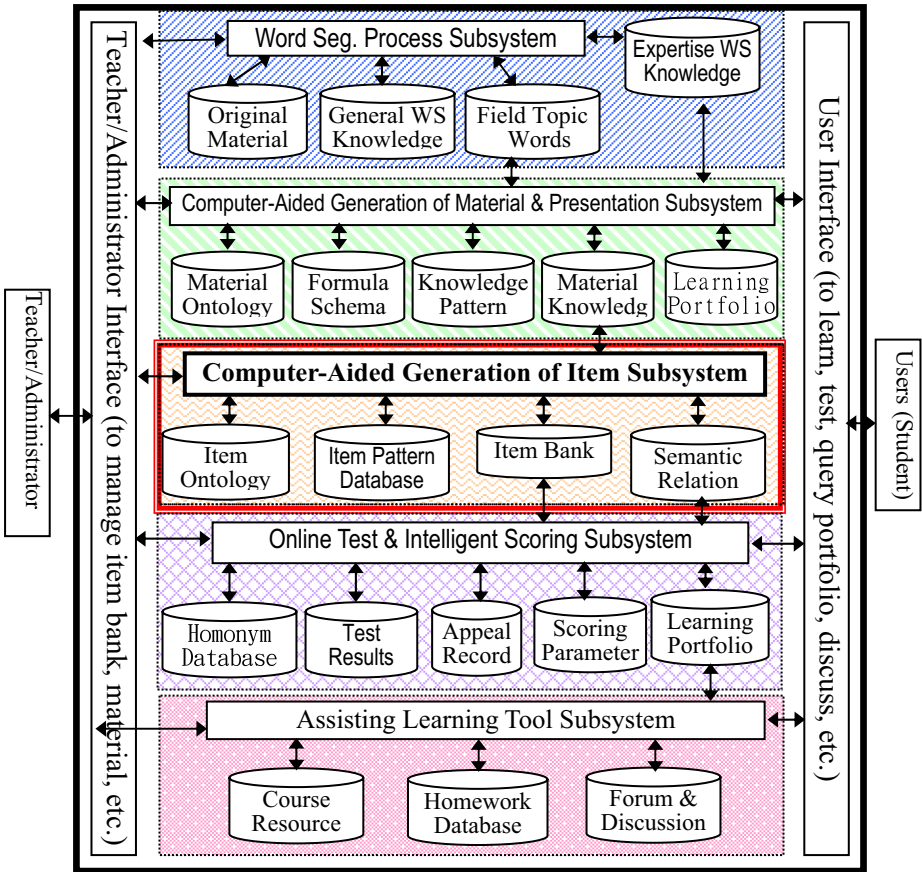 Teacher/Administrator
Teacher/Administrator Interface (to manage item bank, material, etc.)
Word Seg. Process Subsystem
Expertise WS
Knowledge
Original
Material
General WS
Knowledge
Field Topic
Words
Computer-Aided Generation of Material & Presentation Subsystem
Material
Ontology
Formula
Schema
Knowledge
Pattern
Material
Knowledg
Learning
Portfolio
Computer-Aided Generation of Item Subsystem
Item
Ontology
Item Pattern
Database
Item Bank
Semantic
Relation
Online Test & Intelligent Scoring Subsystem
Homonym
Database
Test
Results
Appeal
Record
Scoring
Parameter
Learning
Portfolio
Assisting Learning Tool Subsystem
Course
Resource
Homework
Database
Forum &
Discussion
User Interface (to learn, test, query portfolio, discuss, etc.)
Users (Student)